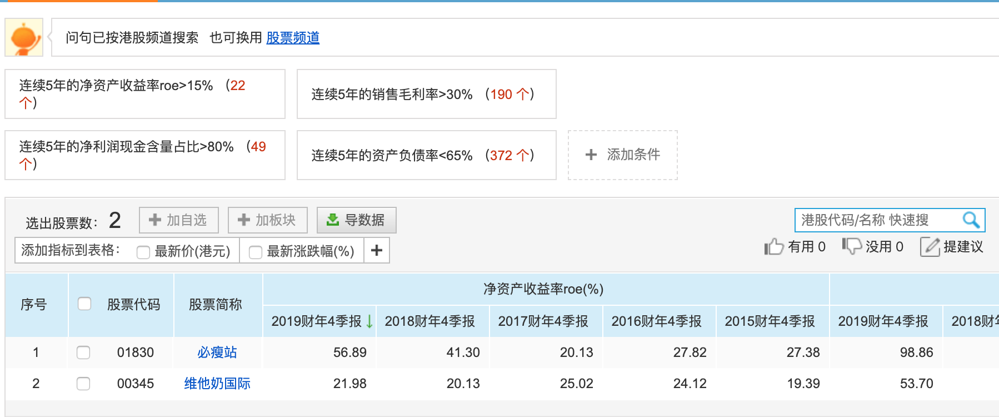 问句已按港股频道搜索 也可换用 股票频道
连续5年的净资产收益率roe>15% (22
个)
连续5年的销售毛利率>30% (190 个)
连续5年的净利润现金含量占比>80% (49
个)
连续5年的资产负债率<65% (372 个)
+ 添加条件
选出股票数: 2 + 加自选 + 加板块 导数据
港股代码/名称 快速搜
添加指标到表格: 最新价(港元) 最新涨跌幅(%) +
有用 0 没用 0 提建议
序号 股票代码 股票简称 净资产收益率roe(%)
2019财年4季报 ↓ 2018财年4季报 2017财年4季报 2016财年4季报 2015财年4季报 2019财年4季报 2018财年
1 01830 必瘦站 56.89 41.30 20.13 27.82 27.38 98.86
2 00345 维他奶国际 21.98 20.13 25.02 24.12 19.39 53.70